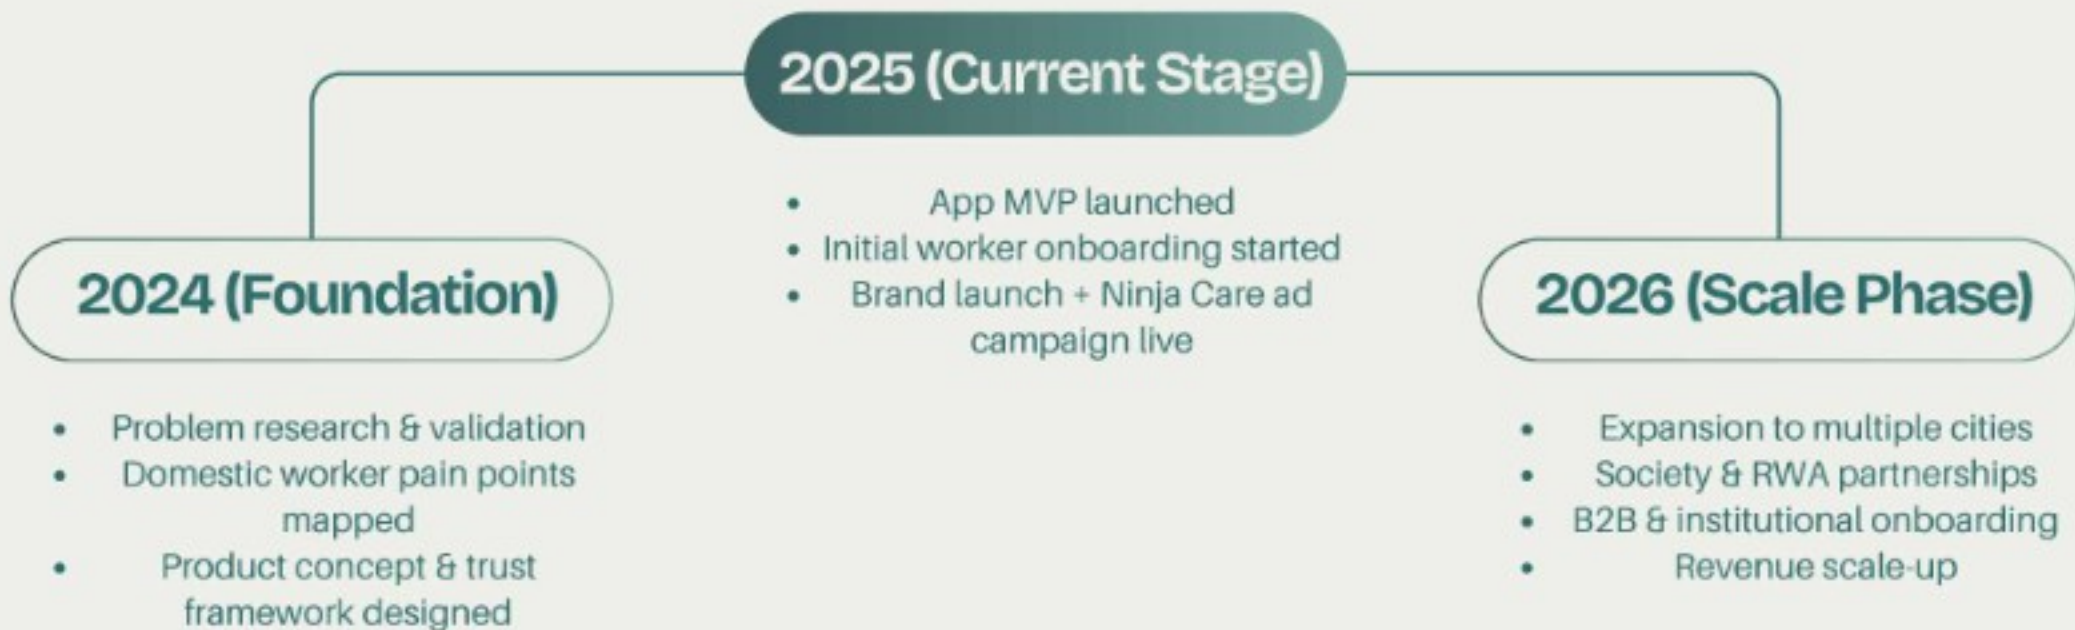 2025 (Current Stage)
• App MVP launched
• Initial worker onboarding started
• Brand launch + Ninja Care ad
campaign live
2024 (Foundation)
• Problem research & validation
• Domestic worker pain points
mapped
• Product concept & trust
framework designed
2026 (Scale Phase)
• Expansion to multiple cities
• Society & RWA partnerships
• B2B & institutional onboarding
• Revenue scale-up